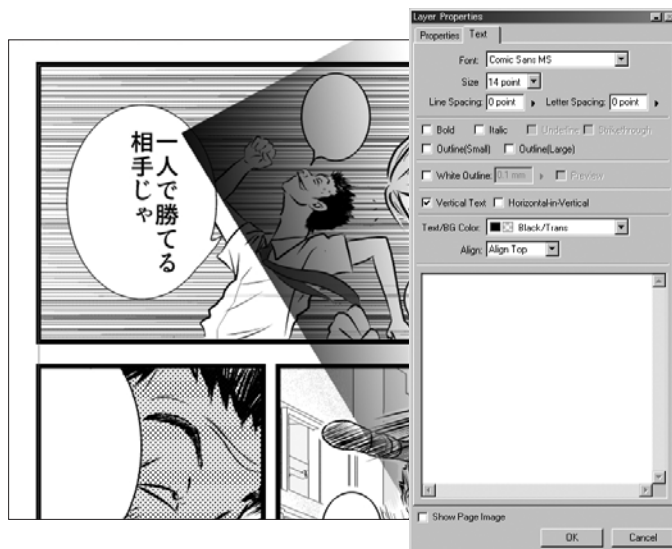 一人で勝てる
相手じゃ
Layer Properties
Properties Text
Font: Comic Sans MS
Size 14 point
Line Spacing: 0 point Letter Spacing: 0 point
Bold Italic Underline Strikethrough
Outline(Small) Outline(Large)
White Outline: 0.1 mm Preview
Vertical Text Horizontal-in-Vertical
Text/BG Color: Black/Trans
Align: Align Top
Show Page Image
OK Cancel